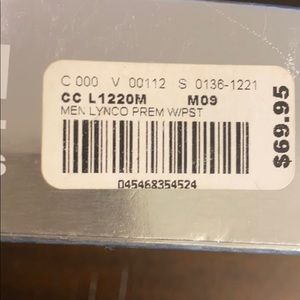 C 000 V 00112 S 0136-1221
CC L1220M M09
MEN LYNCO PREM W/PST
045468354524
$69.95